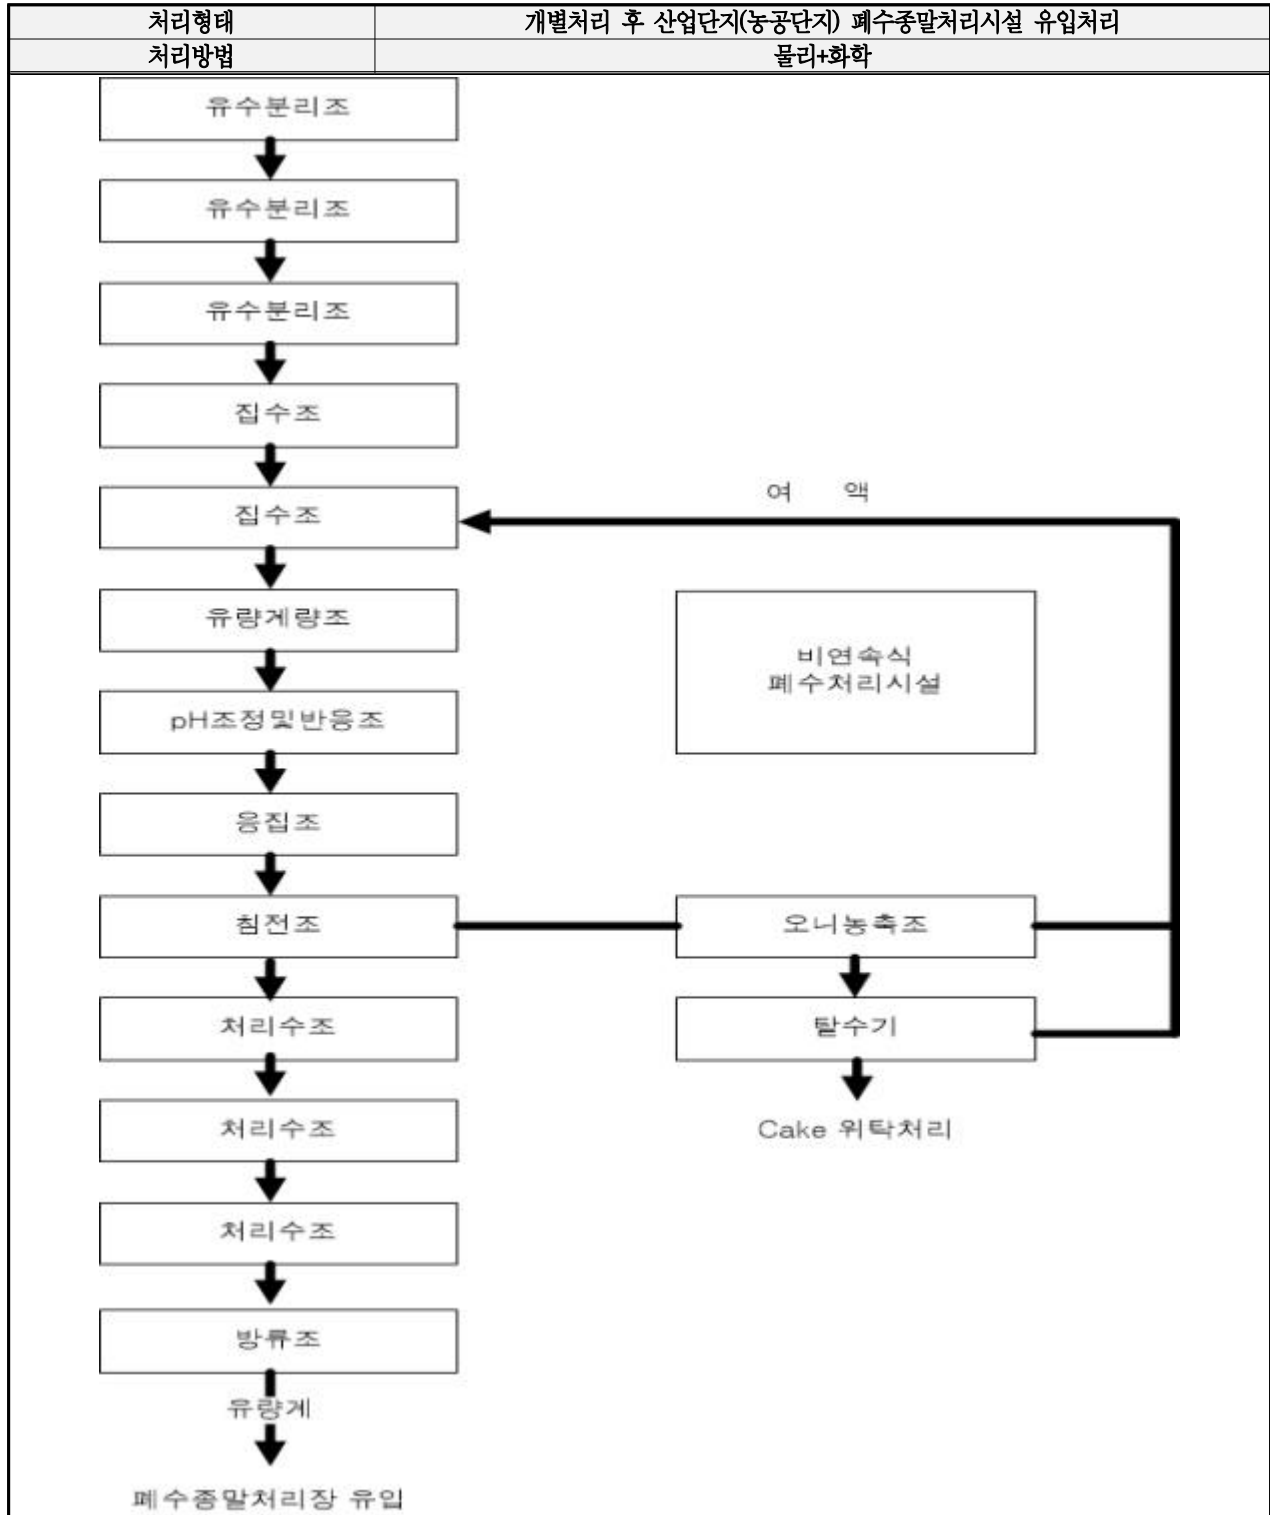 처리형태
개별처리 후 산업단지(농공단지) 폐수종말처리시설 유입처리
처리방법
물리+화학
유수분리조
유수분리조
유수분리조
집수조
여 액
집수조
유량계량조
비연속식
폐수처리시설
pH조정및반응조
응집조
침전조
오니농축조
처리수조
탈수기
처리수조
Cake 위탁처리
처리수조
방류조
유량계
폐수종말처리장 유입